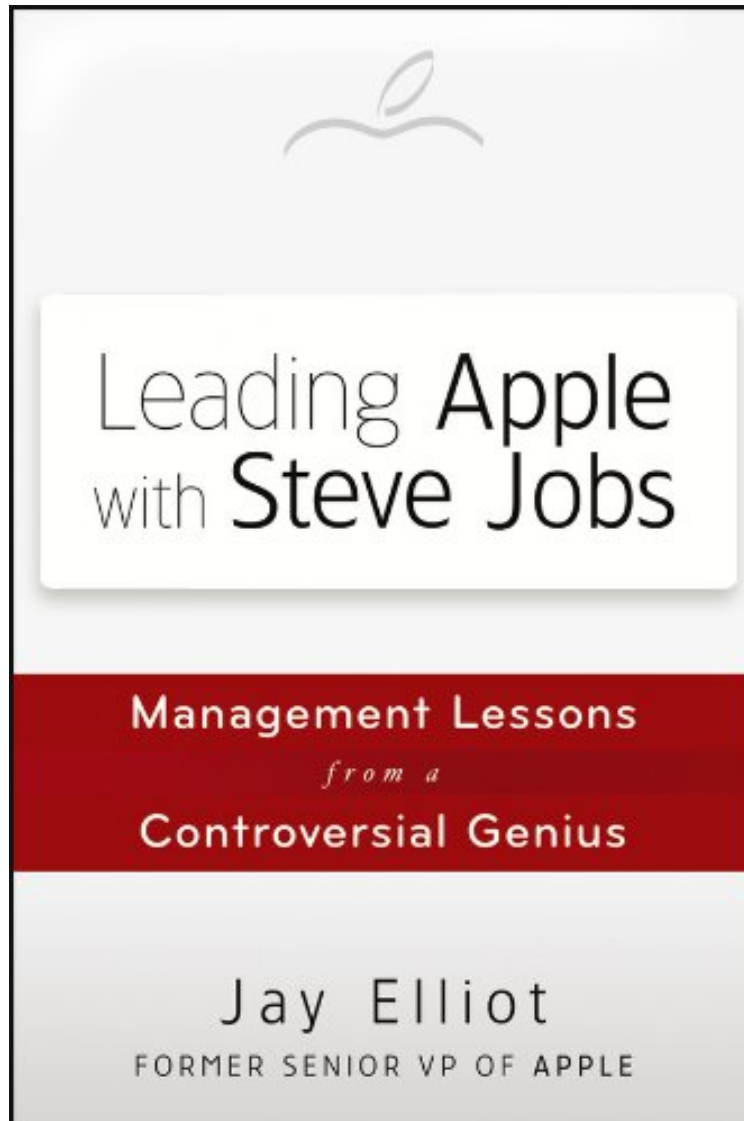 Leading Apple
with Steve Jobs
Management Lessons
from a
Controversial Genius
Jay Elliot
FORMER SENIOR VP OF APPLE